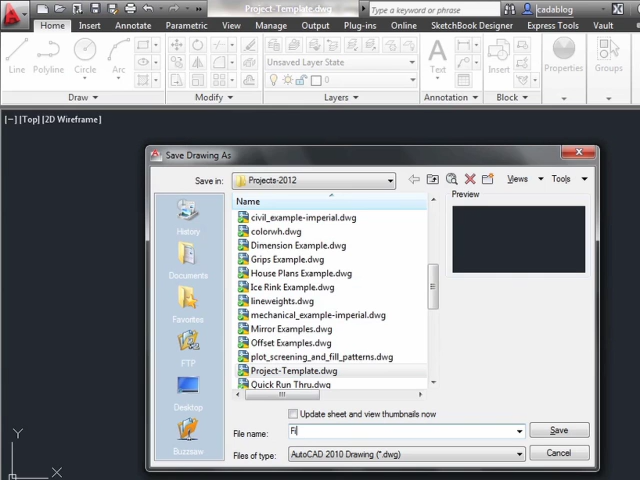 Project-Template.dwg
Type a keyword or phrase
cadablog
Home Insert Annotate Parametric View Manage Output Plug-ins Online SketchBook Designer Express Tools Vault
Line Polyline Circle Arc
Unsaved Layer State
0
Text Insert Properties Groups
Draw Modify Layers Annotation Block
[−] [Top] [2D Wireframe]
Save Drawing As
Save in: Projects-2012
Views Tools
Name
Preview
civil_example-imperial.dwg
colorwh.dwg
Dimension Example.dwg
Grips Example.dwg
House Plans Example.dwg
Ice Rink Example.dwg
lineweights.dwg
mechanical_example-imperial.dwg
Mirror Examples.dwg
Offset Examples.dwg
plot_screening_and_fill_patterns.dwg
Project-Template.dwg
Quick Run Thru.dwg
History
Documents
Favorites
FTP
Desktop
Buzzsaw
Update sheet and view thumbnails now
File name: Fi
Save
Files of type: AutoCAD 2010 Drawing (*.dwg)
Cancel
Y
X